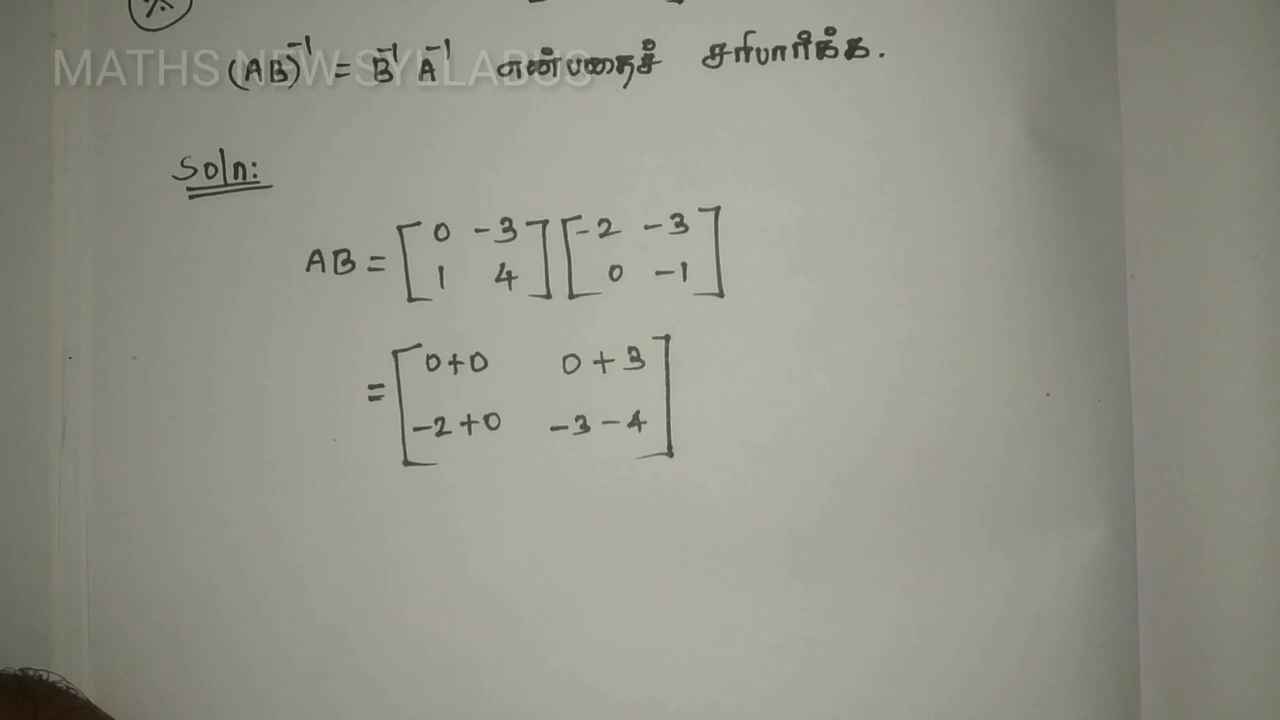 MATHS NEW SYLLABUS
(AB)⁻¹ = B⁻¹ A⁻¹ என்பதைச் சரிபார்க்க.
Soln:
AB = [ 0 -3 ] [ -2 -3 ]
[ 1 4 ] [ 0 -1 ]
= [ 0+0 0+3 ]
[ -2+0 -3-4 ]